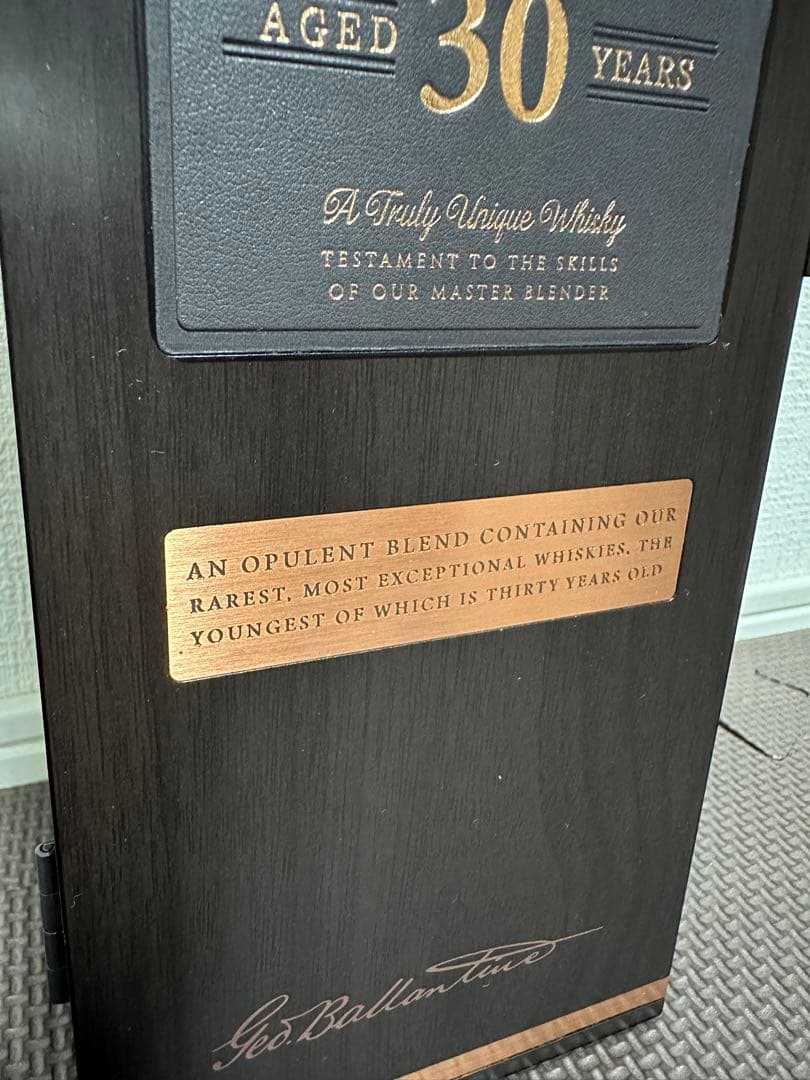 AGED 30 YEARS
A Truly Unique Whisky
TESTAMENT TO THE SKILLS
OF OUR MASTER BLENDER
AN OPULENT BLEND CONTAINING OUR
RAREST, MOST EXCEPTIONAL WHISKIES, THE
YOUNGEST OF WHICH IS THIRTY YEARS OLD
Geo. Ballantine